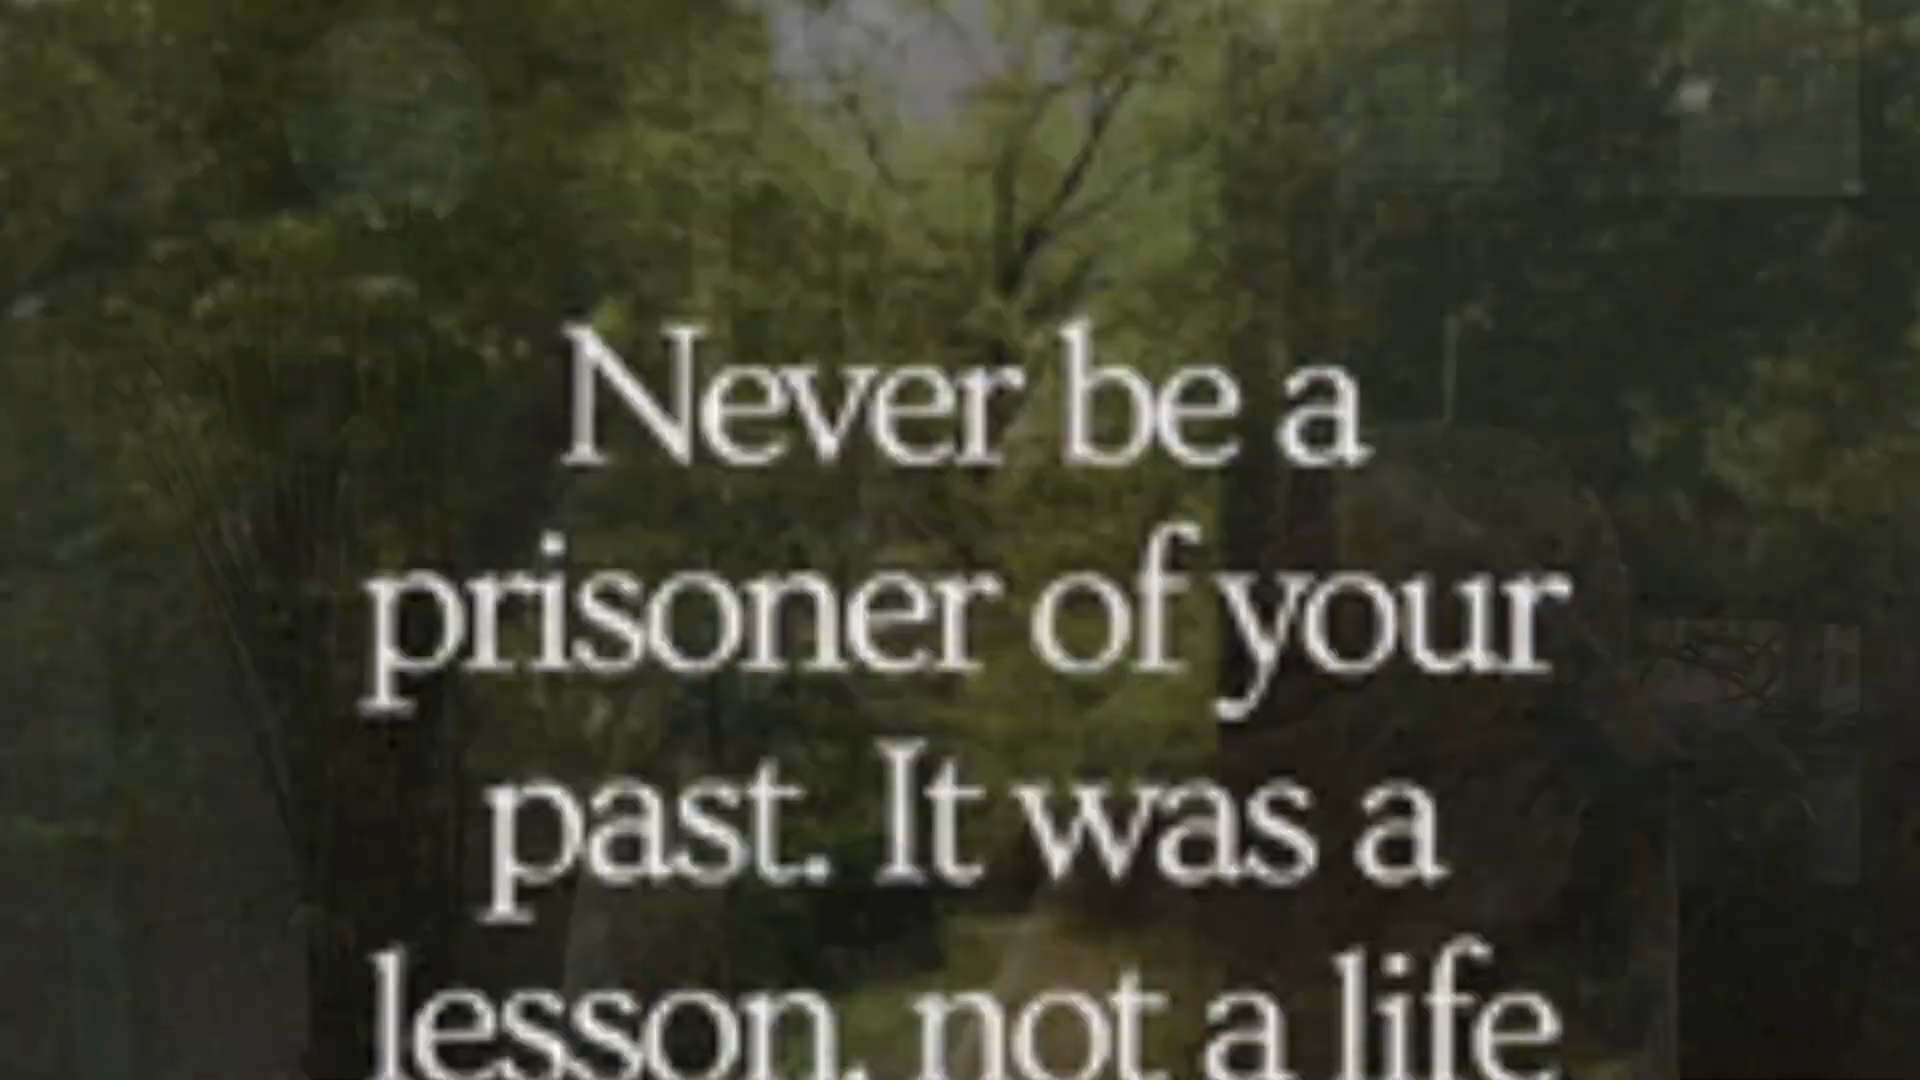 Never be a
prisoner of your
past. It was a
lesson, not a life